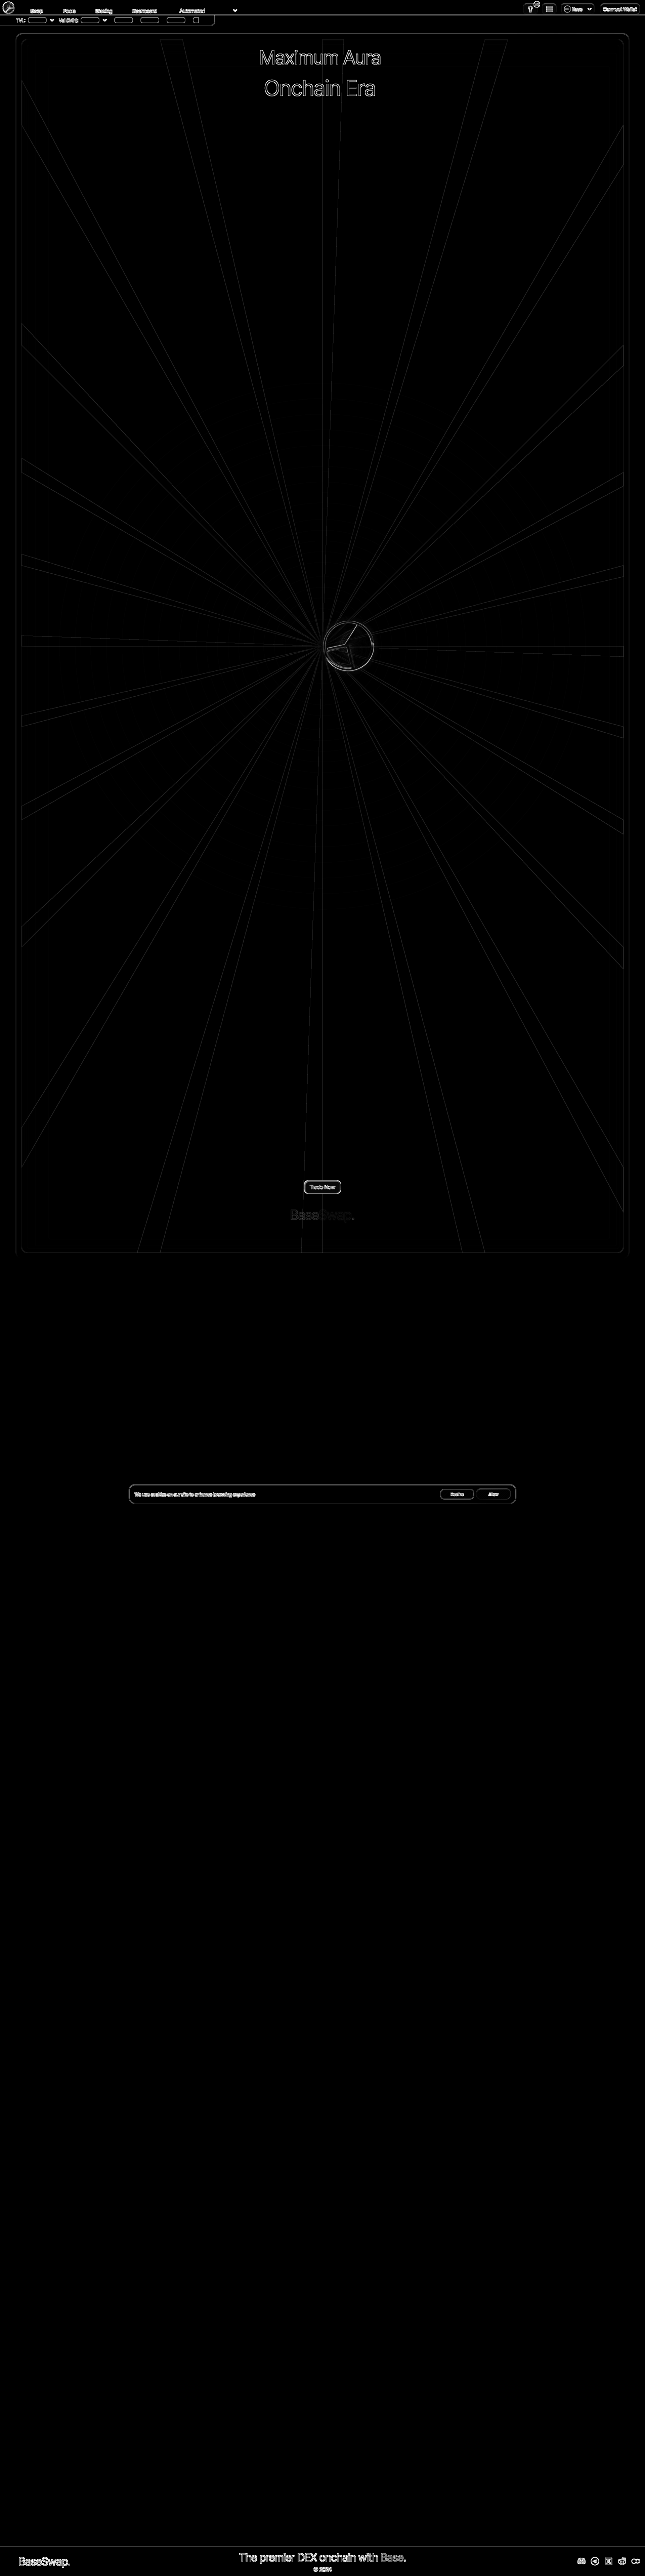 Swap Pools Staking Dashboard Automated Base Connect Wallet
TVL: Vol (24H):
Maximum Aura
Onchain Era
Trade Now
BaseSwap.
We use cookies on our site to enhance browsing experience Decline Allow
BaseSwap. The premier DEX onchain with Base.
© 2024